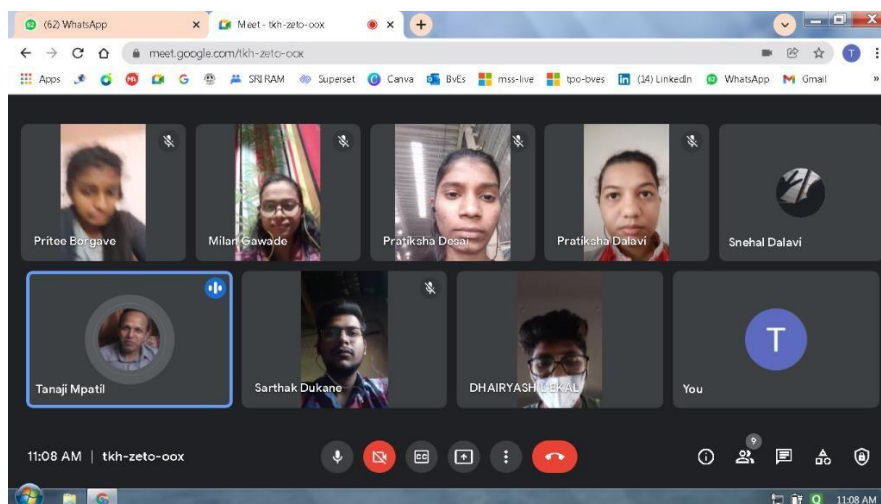 (62) WhatsApp
Meet - tkh-zeto-oox
meet.google.com/tkh-zeto-oox
T
Apps
SRI RAM
Superset
Canva
BvEs
mss-live
tpo-bves
(14) LinkedIn
WhatsApp
Gmail
»
Pritee Borgave
Milan Gawade
Pratiksha Desai
Pratiksha Dalavi
Snehal Dalavi
Tanaji Mpatil
Sarthak Dukane
T
You
11:08 AM | tkh-zeto-oox
CC
9
11:08 AM